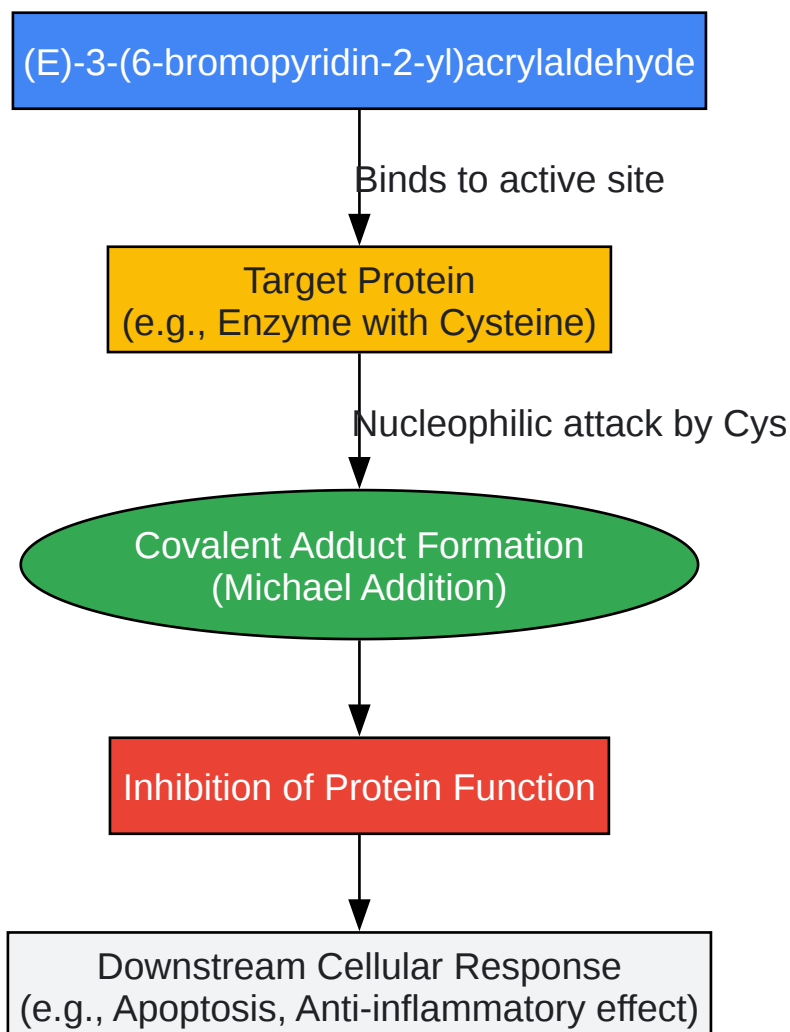 (E)-3-(6-bromopyridin-2-yl)acrylaldehyde
Binds to active site
Target Protein
(e.g., Enzyme with Cysteine)
Nucleophilic attack by Cys
Covalent Adduct Formation
(Michael Addition)
Inhibition of Protein Function
Downstream Cellular Response
(e.g., Apoptosis, Anti-inflammatory effect)